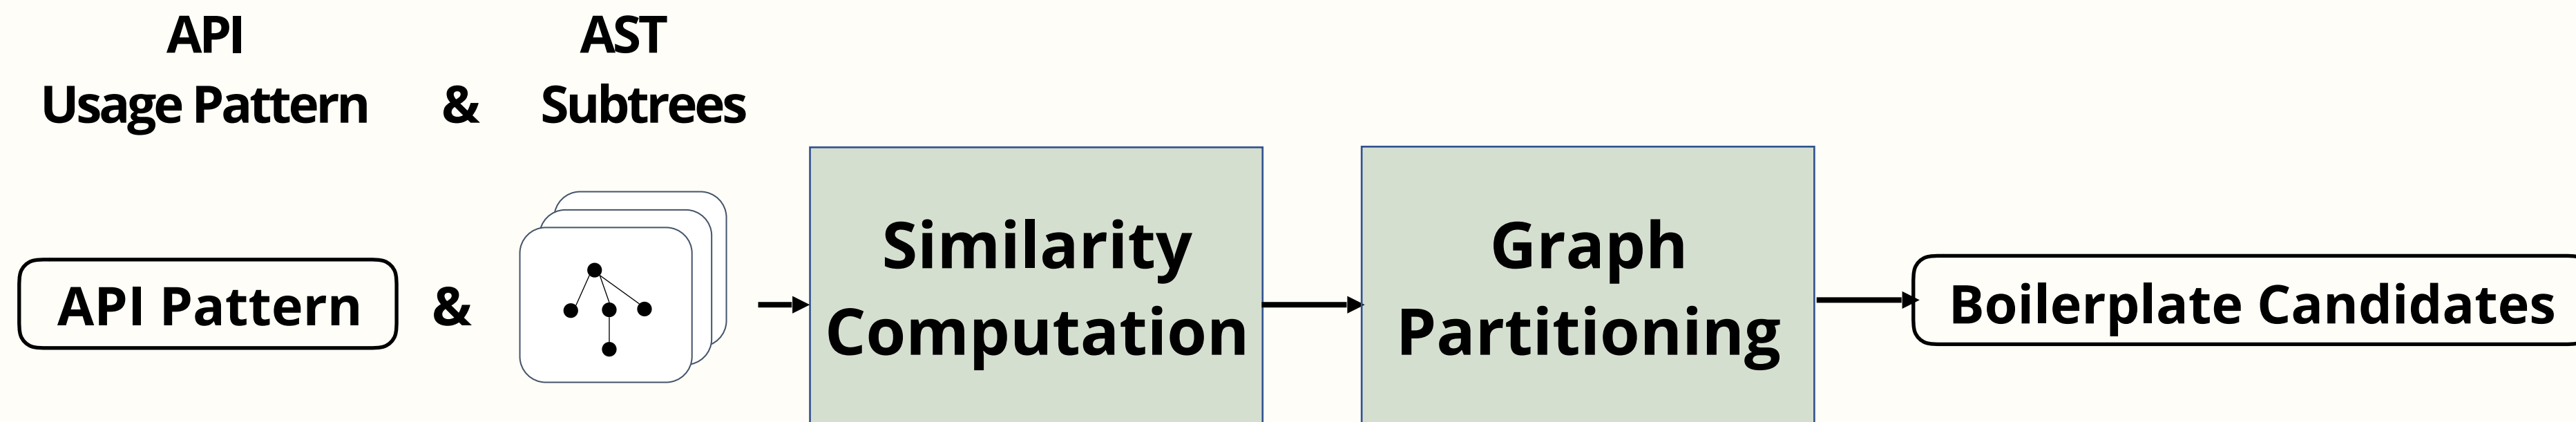 API
Usage Pattern & 
AST
Subtrees
API Pattern
&
Similarity
Computation
Graph
Partitioning
Boilerplate Candidates